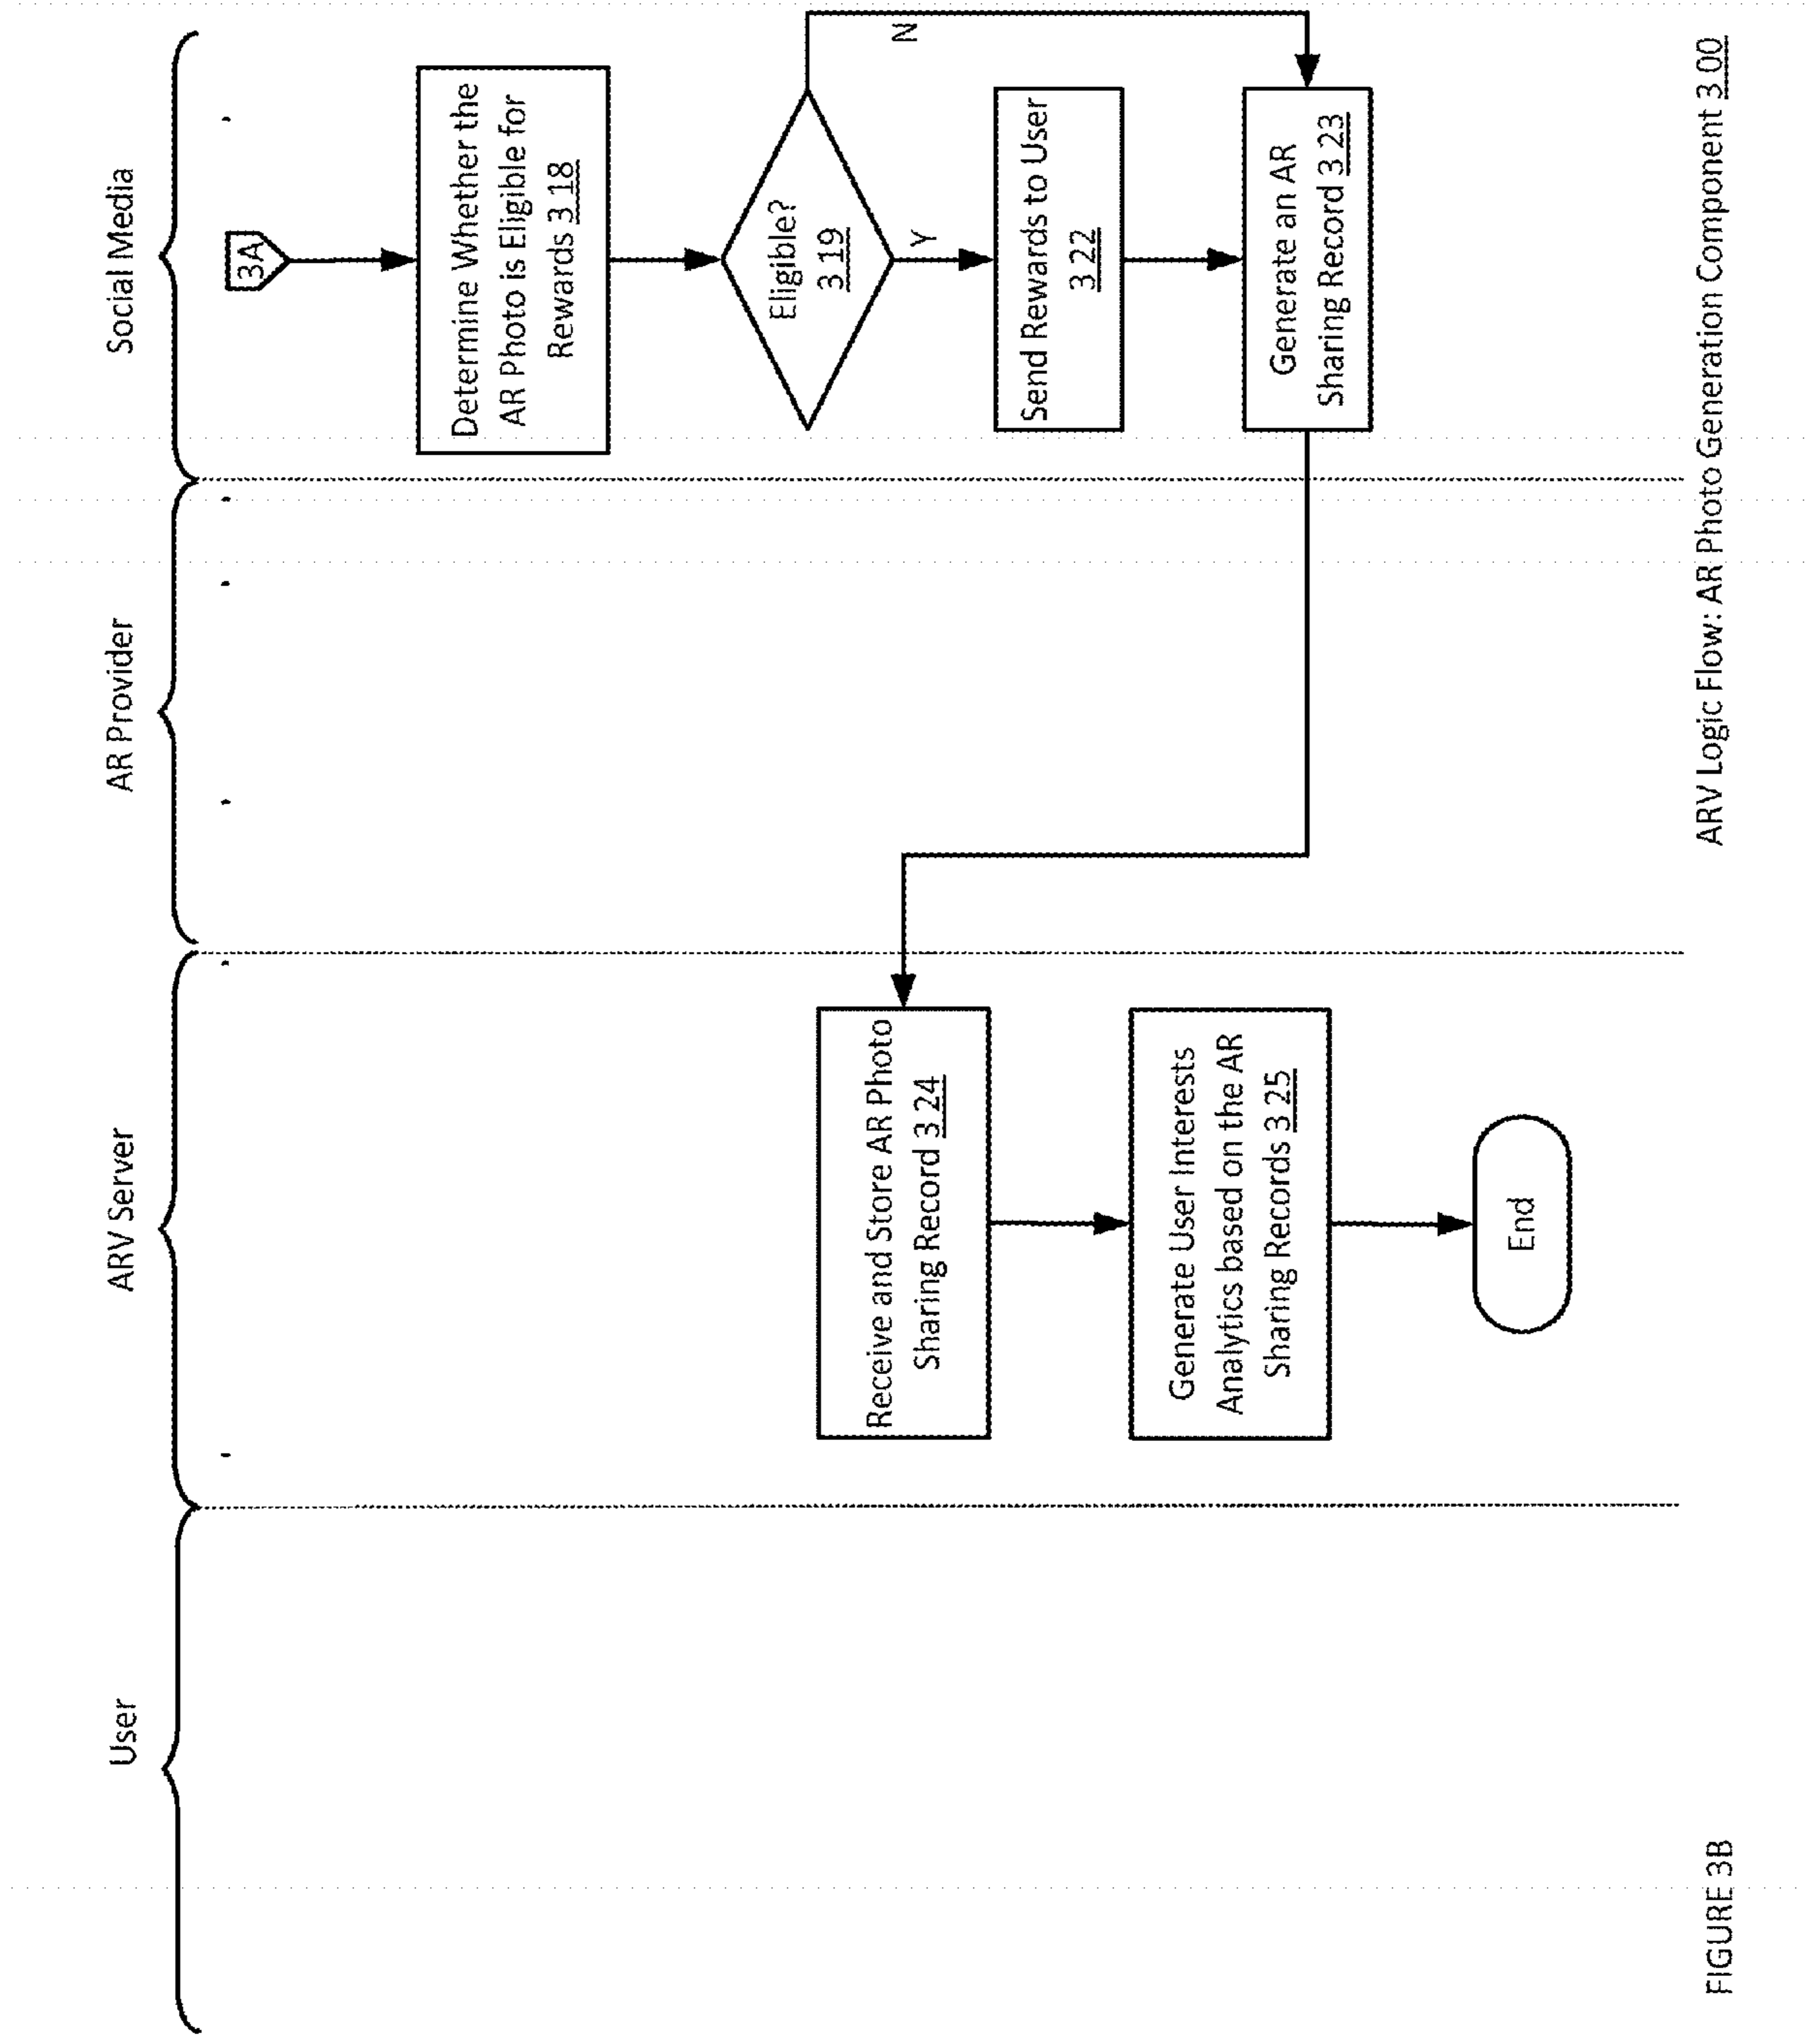 User
ARV Server
AR Provider
Social Media
3A
Determine Whether the
AR Photo is Eligible for
Rewards 3 18
Eligible?
3 19
N
Y
Send Rewards to User
3 22
Generate an AR
Sharing Record 3 23
Receive and Store AR Photo
Sharing Record 3 24
Generate User Interests
Analytics based on the AR
Sharing Records 3 25
End
FIGURE 3B
ARV Logic Flow: AR Photo Generation Component 3 00